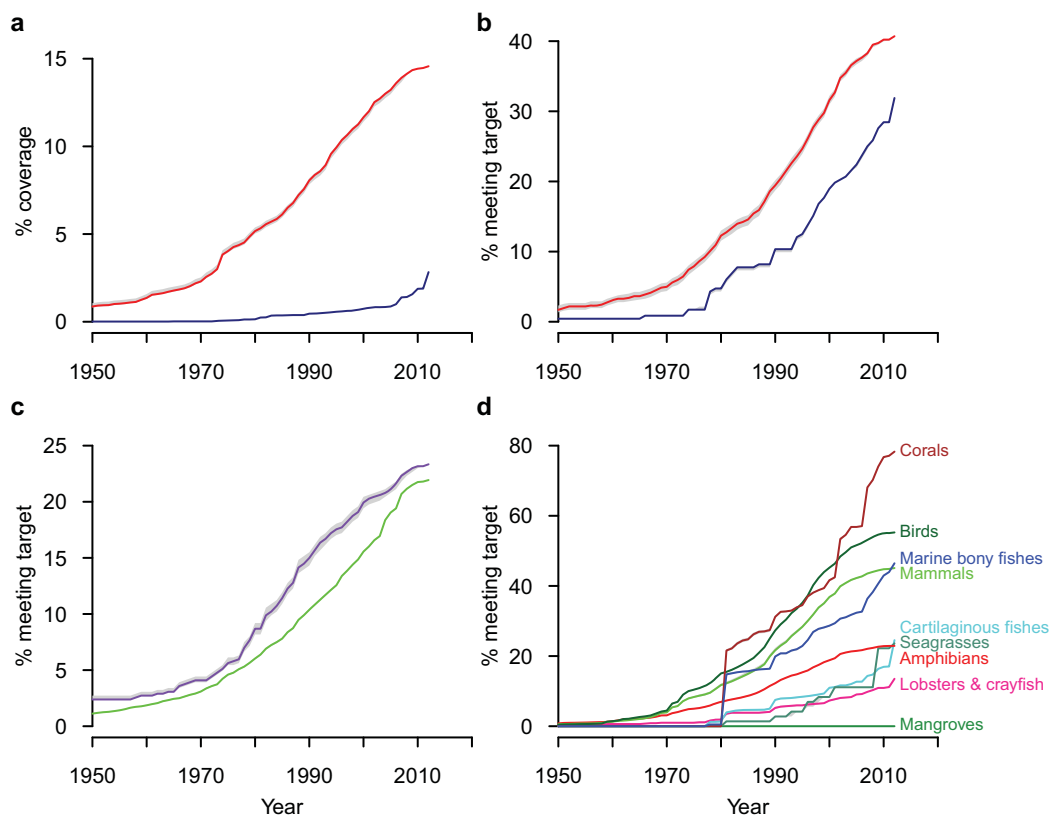 a
% coverage
15
10
5
0
1950 1970 1990 2010
b
% meeting target
40
30
20
10
0
1950 1970 1990 2010
c
% meeting target
25
20
15
10
5
0
1950 1970 1990 2010
Year
d
% meeting target
80
60
40
20
0
Corals
Birds
Marine bony fishes
Mammals
Cartilaginous fishes
Seagrasses
Amphibians
Lobsters & crayfish
Mangroves
1950 1970 1990 2010
Year